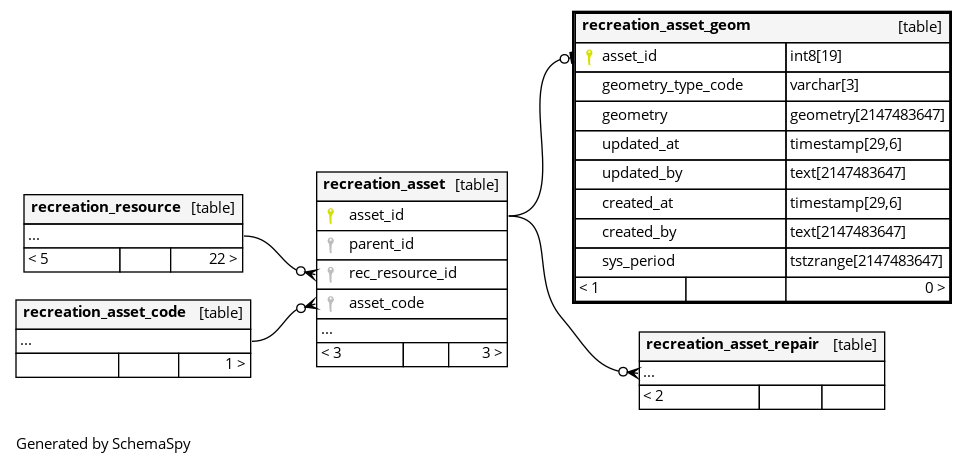 recreation_asset_geom [table]
asset_id int8[19]
geometry_type_code varchar[3]
geometry geometry[2147483647]
updated_at timestamp[29,6]
updated_by text[2147483647]
created_at timestamp[29,6]
created_by text[2147483647]
sys_period tstzrange[2147483647]
< 1 0 >
recreation_asset [table]
asset_id
parent_id
rec_resource_id
asset_code
...
< 3 3 >
recreation_resource [table]
...
< 5 22 >
recreation_asset_code [table]
...
1 >
recreation_asset_repair [table]
...
< 2
Generated by SchemaSpy